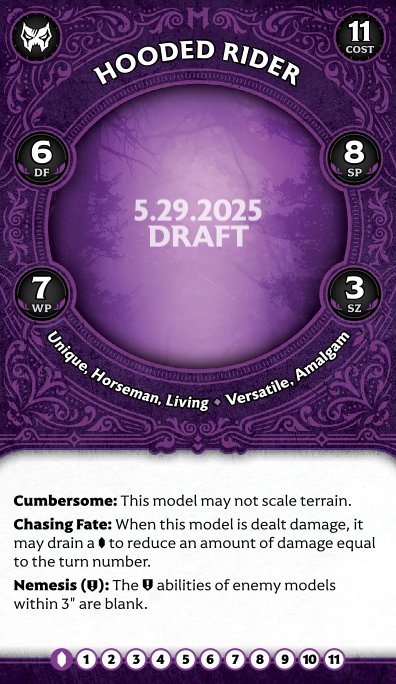 M
11
COST
HOODED RIDER
6
DF
8
SP
5.29.2025
DRAFT
7
WP
3
SZ
Unique, Horseman, Living ◆ Versatile, Amalgam
Cumbersome: This model may not scale terrain.
Chasing Fate: When this model is dealt damage, it
may drain a ⬮ to reduce an amount of damage equal
to the turn number.
Nemesis (⛊): The ⛊ abilities of enemy models
within 3" are blank.
1 2 3 4 5 6 7 8 9 10 11